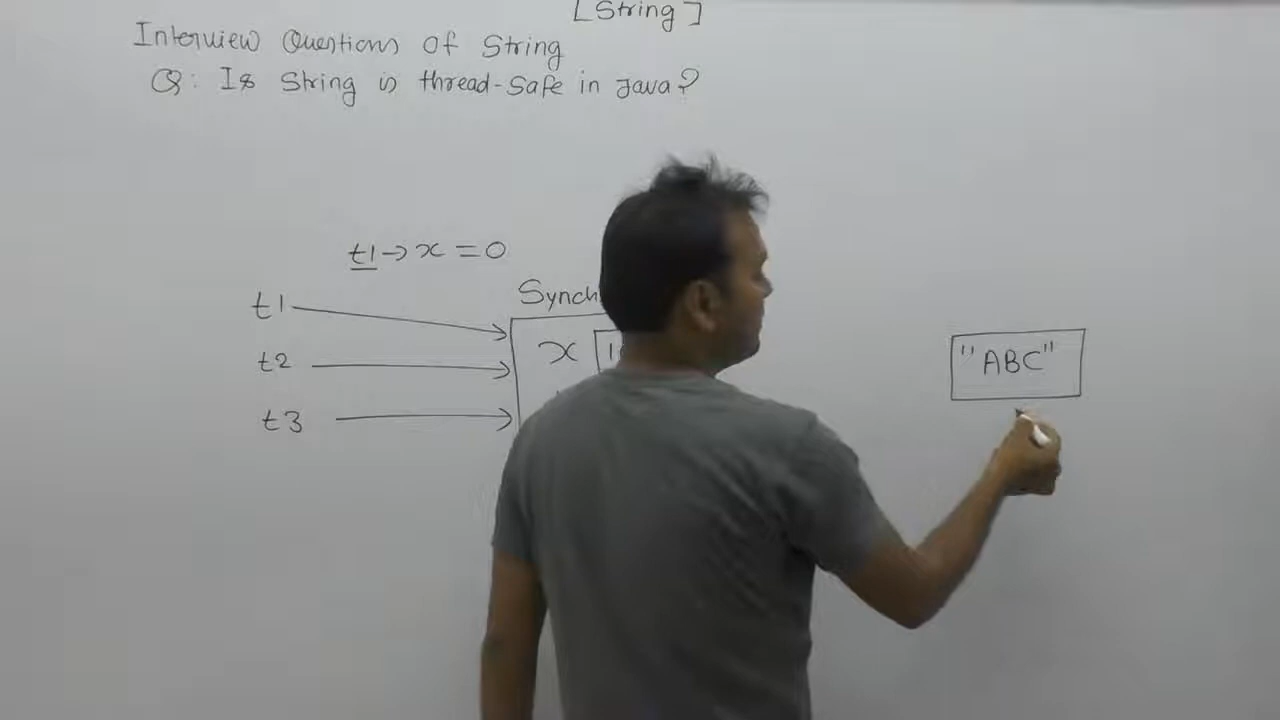 [String]
Interview Questions of String
Q: Is String is thread-Safe in Java?
t1→x=0
t1
Synch
x
t2
"ABC"
t3